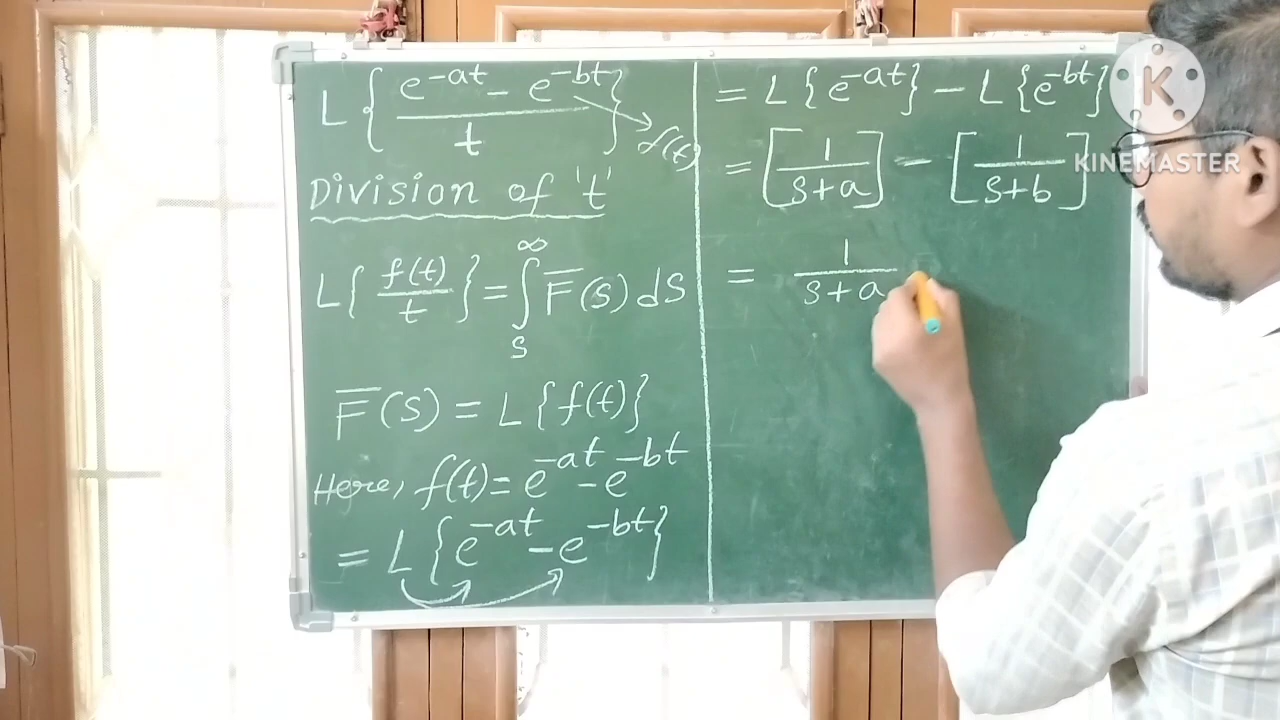 L{ (e^-at - e^-bt)/t } → f(t)
Division of 't'
L{ f(t)/t } = ∫_s^∞ F̅(s) ds
F̅(s) = L{f(t)}
Here, f(t) = e^-at - e^-bt
= L{e^-at - e^-bt}
= L{e^-at} - L{e^-bt}
= [1/(s+a)] - [1/(s+b)]
= 1/(s+a)
K
KINEMASTER